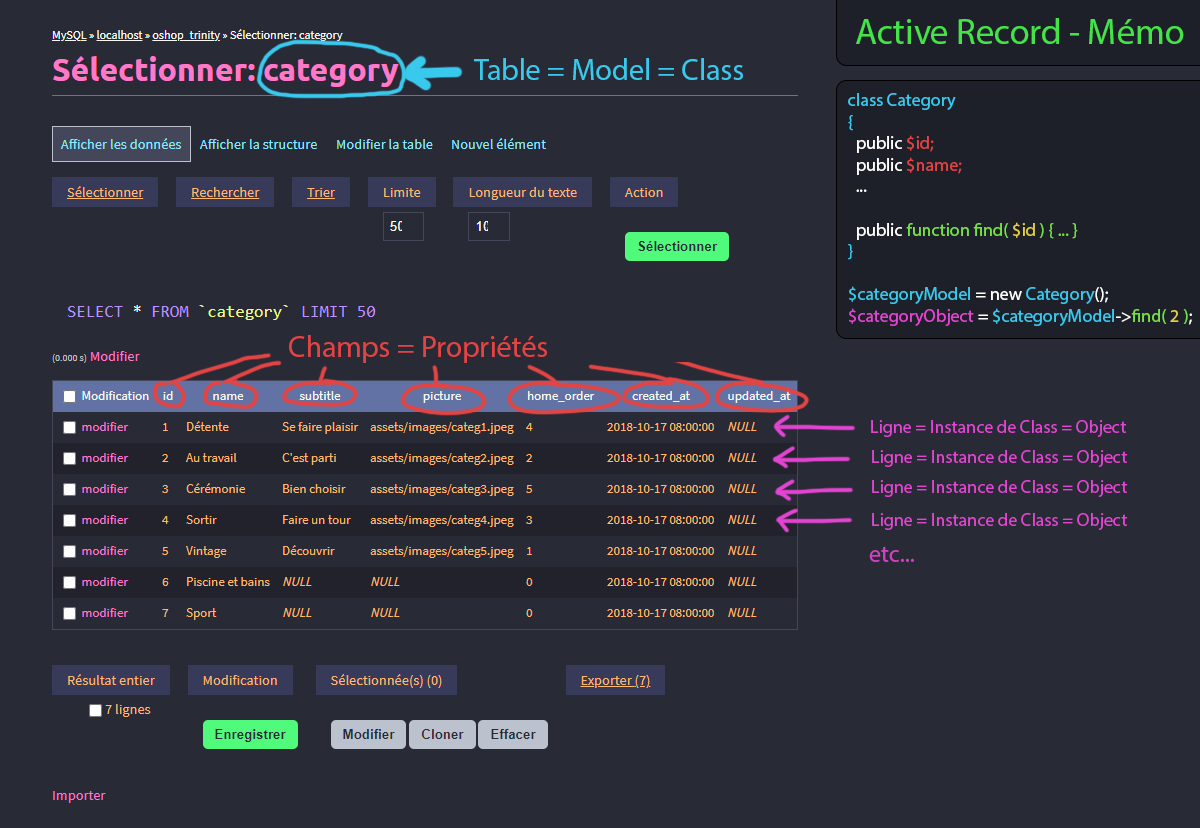 MySQL » localhost » oshop_trinity » Sélectionner: category
Sélectionner: category
Table = Model = Class
Active Record - Mémo
class Category
{
public $id;
public $name;
...
public function find( $id ) { ... }
}
$categoryModel = new Category();
$categoryObject = $categoryModel->find( 2 );
Afficher les données Afficher la structure Modifier la table Nouvel élément
Sélectionner Rechercher Trier Limite Longueur du texte Action
50 10
Sélectionner
SELECT * FROM `category` LIMIT 50
(0.000 s) Modifier
Champs = Propriétés
Modification id name subtitle picture home_order created_at updated_at
modifier 1 Détente Se faire plaisir assets/images/categ1.jpeg 4 2018-10-17 08:00:00 NULL
Ligne = Instance de Class = Object
modifier 2 Au travail C'est parti assets/images/categ2.jpeg 2 2018-10-17 08:00:00 NULL
Ligne = Instance de Class = Object
modifier 3 Cérémonie Bien choisir assets/images/categ3.jpeg 5 2018-10-17 08:00:00 NULL
Ligne = Instance de Class = Object
modifier 4 Sortir Faire un tour assets/images/categ4.jpeg 3 2018-10-17 08:00:00 NULL
Ligne = Instance de Class = Object
modifier 5 Vintage Découvrir assets/images/categ5.jpeg 1 2018-10-17 08:00:00 NULL
etc...
modifier 6 Piscine et bains NULL NULL 0 2018-10-17 08:00:00 NULL
modifier 7 Sport NULL NULL 0 2018-10-17 08:00:00 NULL
Résultat entier Modification Sélectionnée(s) (0) Exporter (7)
7 lignes
Enregistrer Modifier Cloner Effacer
Importer